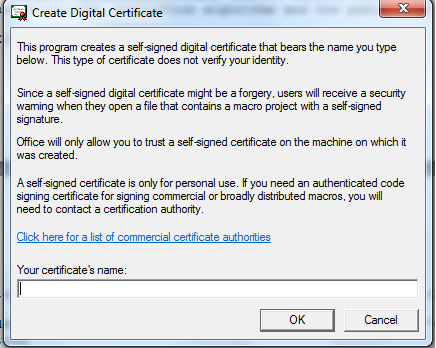 Create Digital Certificate
This program creates a self-signed digital certificate that bears the name you type
below. This type of certificate does not verify your identity.
Since a self-signed digital certificate might be a forgery, users will receive a security
warning when they open a file that contains a macro project with a self-signed
signature.
Office will only allow you to trust a self-signed certificate on the machine on which it
was created.
A self-signed certificate is only for personal use. If you need an authenticated code
signing certificate for signing commercial or broadly distributed macros, you will
need to contact a certification authority.
Click here for a list of commercial certificate authorities
Your certificate's name:
OK
Cancel